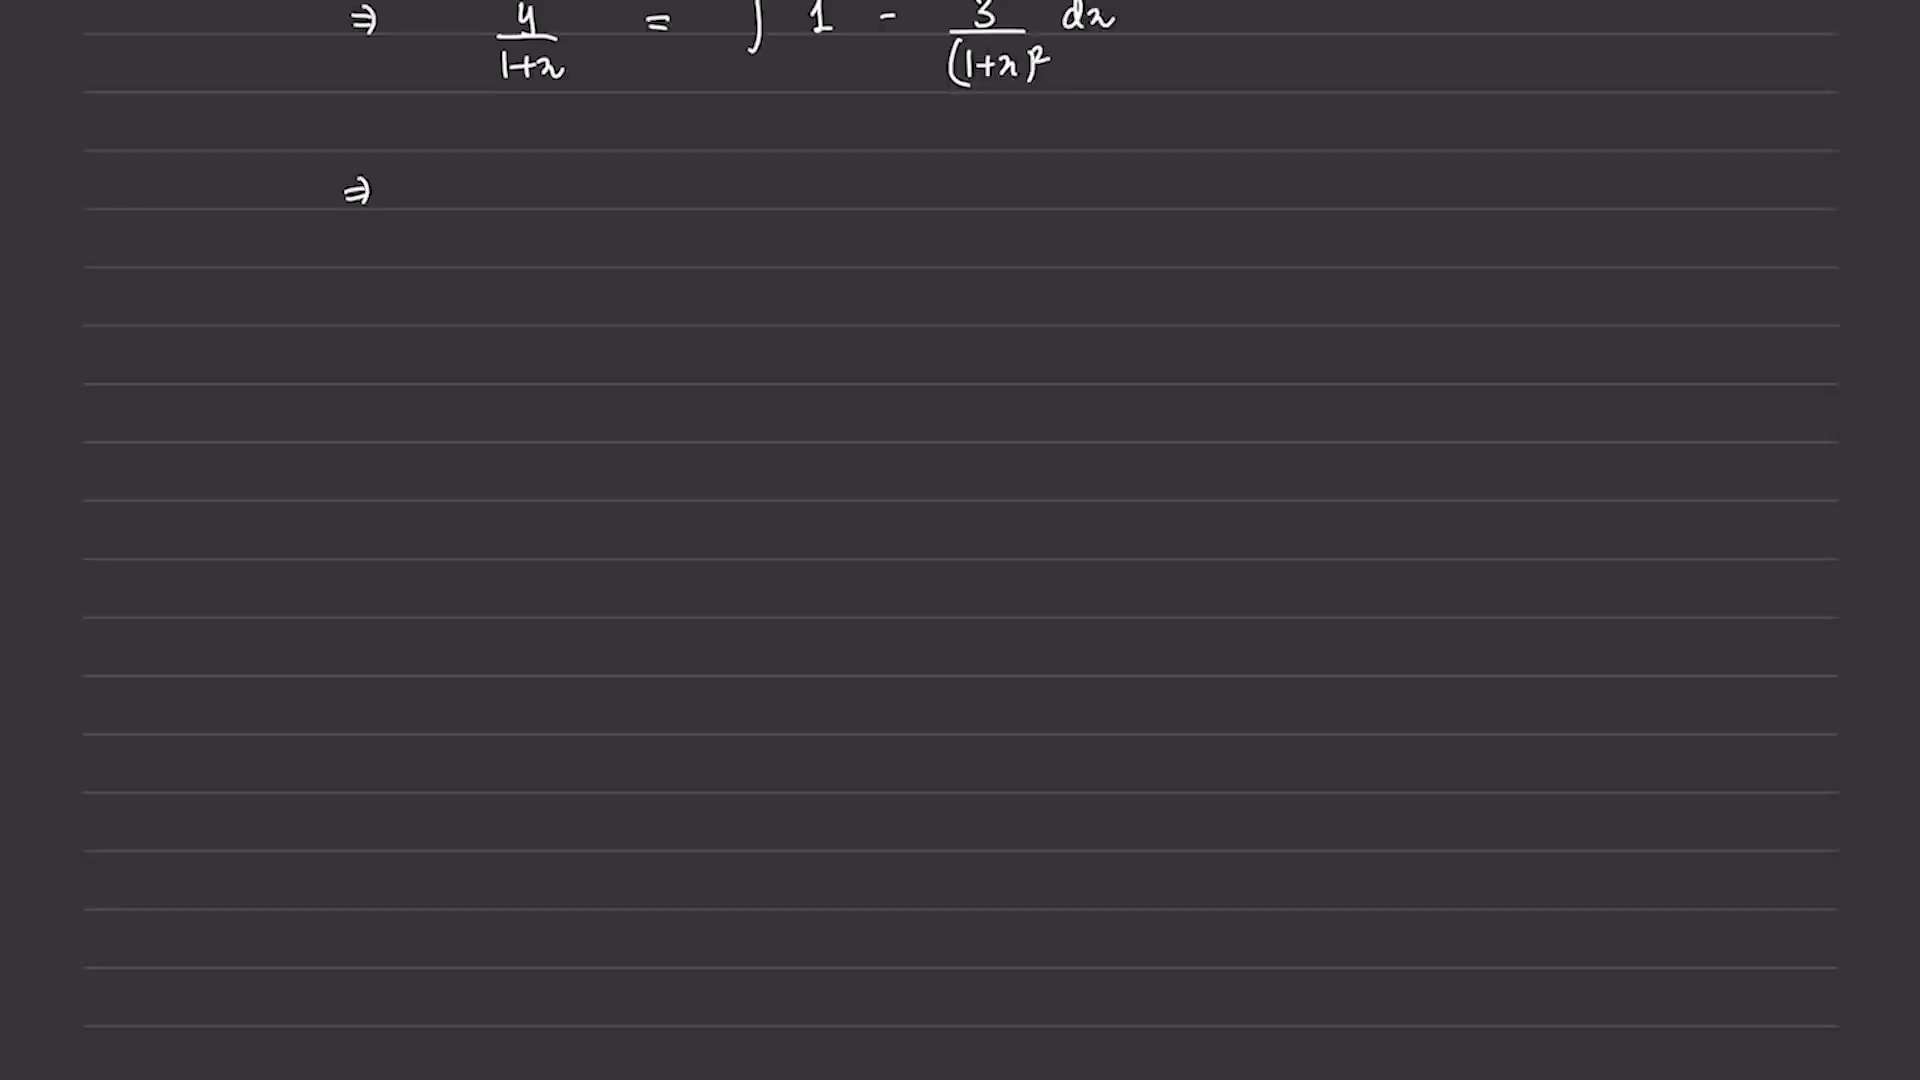 ⇒ y/(1+x) = ∫ 1 - 3/(1+x)² dx
⇒